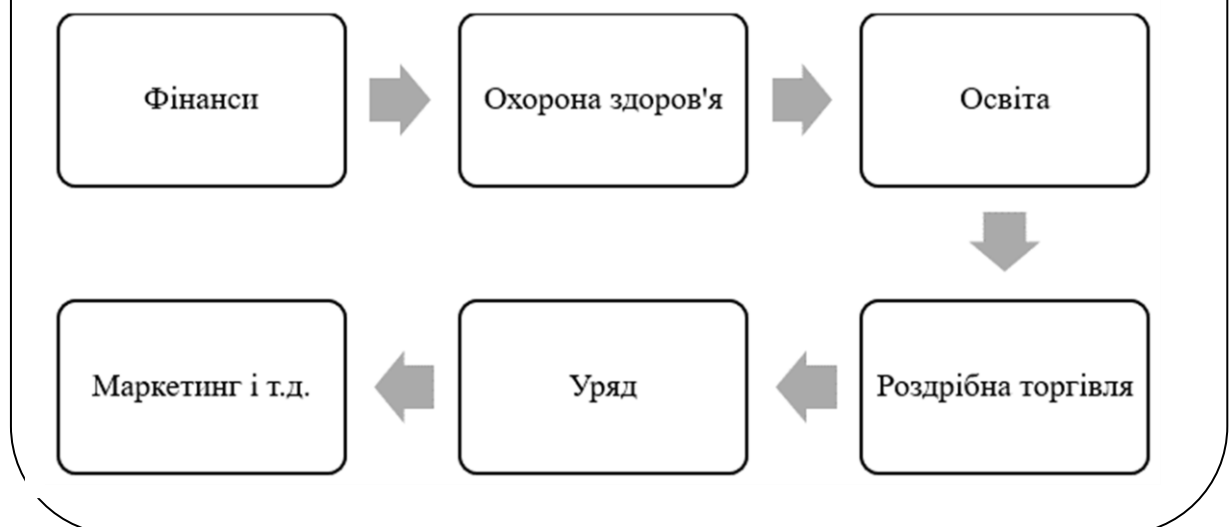 Фінанси
Охорона здоров'я
Освіта
Роздрібна торгівля
Уряд
Маркетинг і т.д.